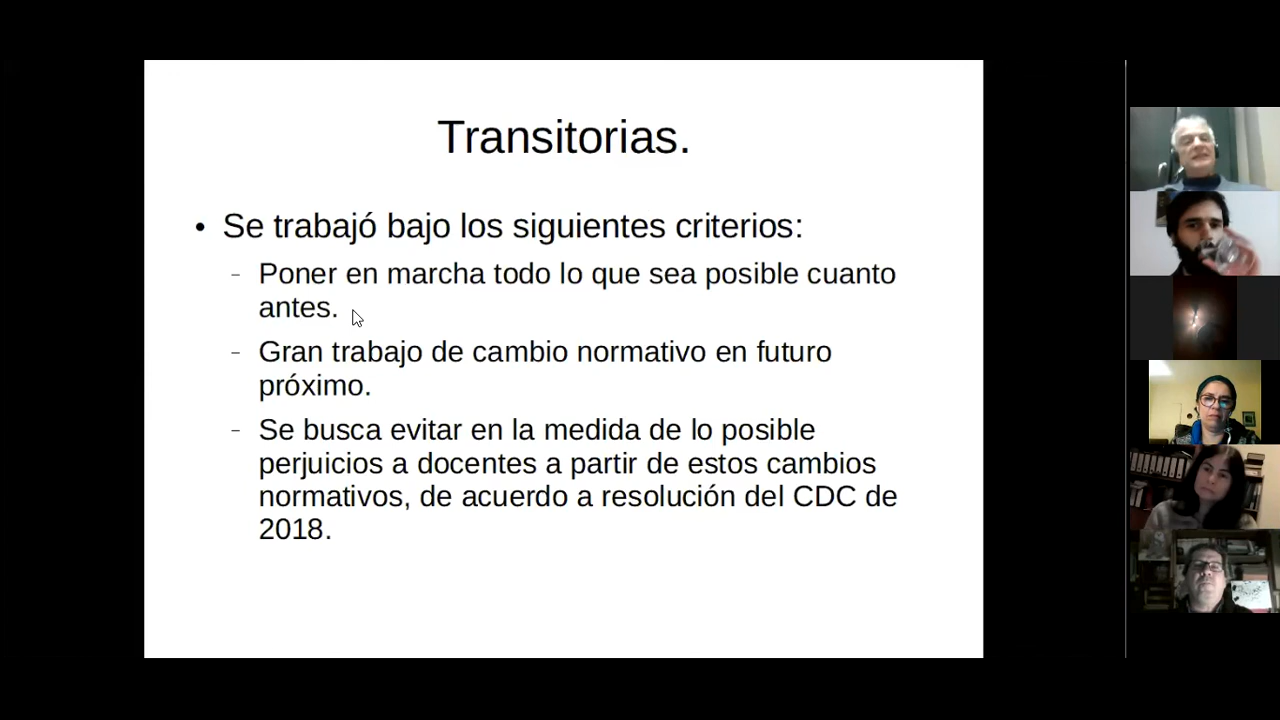 Transitorias.
• Se trabajó bajo los siguientes criterios:
– Poner en marcha todo lo que sea posible cuanto
antes.
– Gran trabajo de cambio normativo en futuro
próximo.
– Se busca evitar en la medida de lo posible
perjuicios a docentes a partir de estos cambios
normativos, de acuerdo a resolución del CDC de
2018.